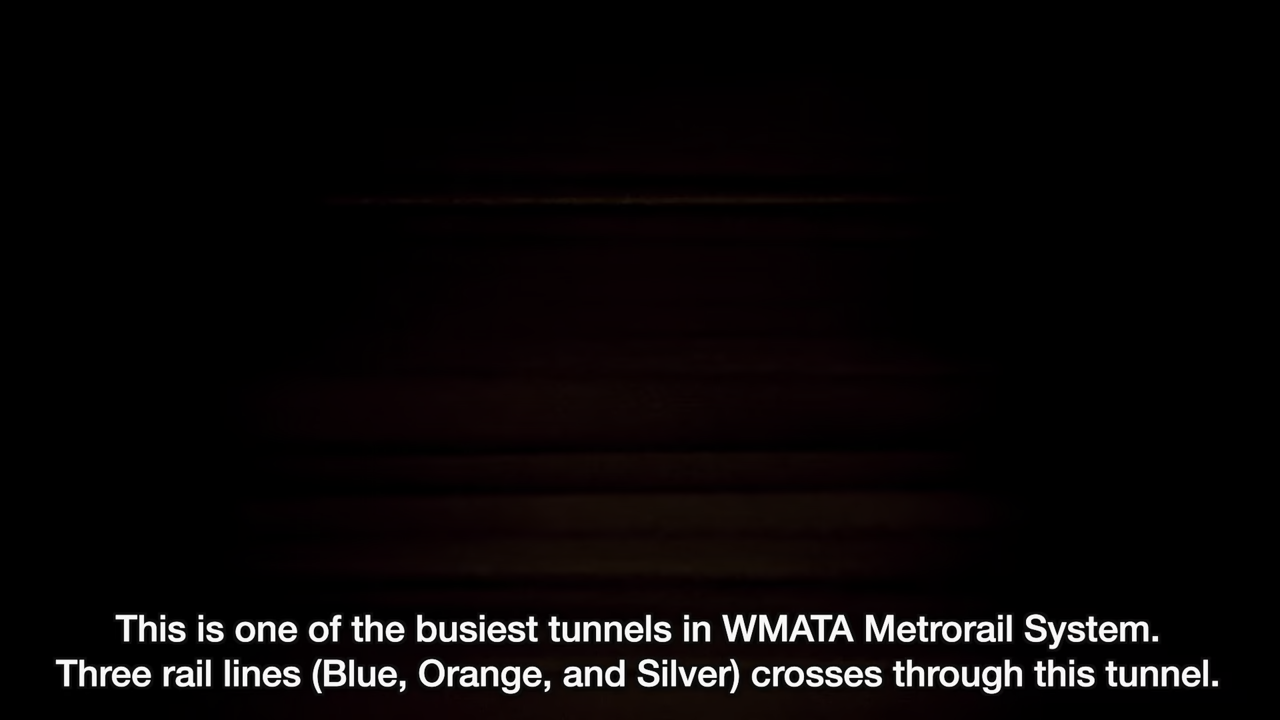 This is one of the busiest tunnels in WMATA Metrorail System.
Three rail lines (Blue, Orange, and Silver) crosses through this tunnel.